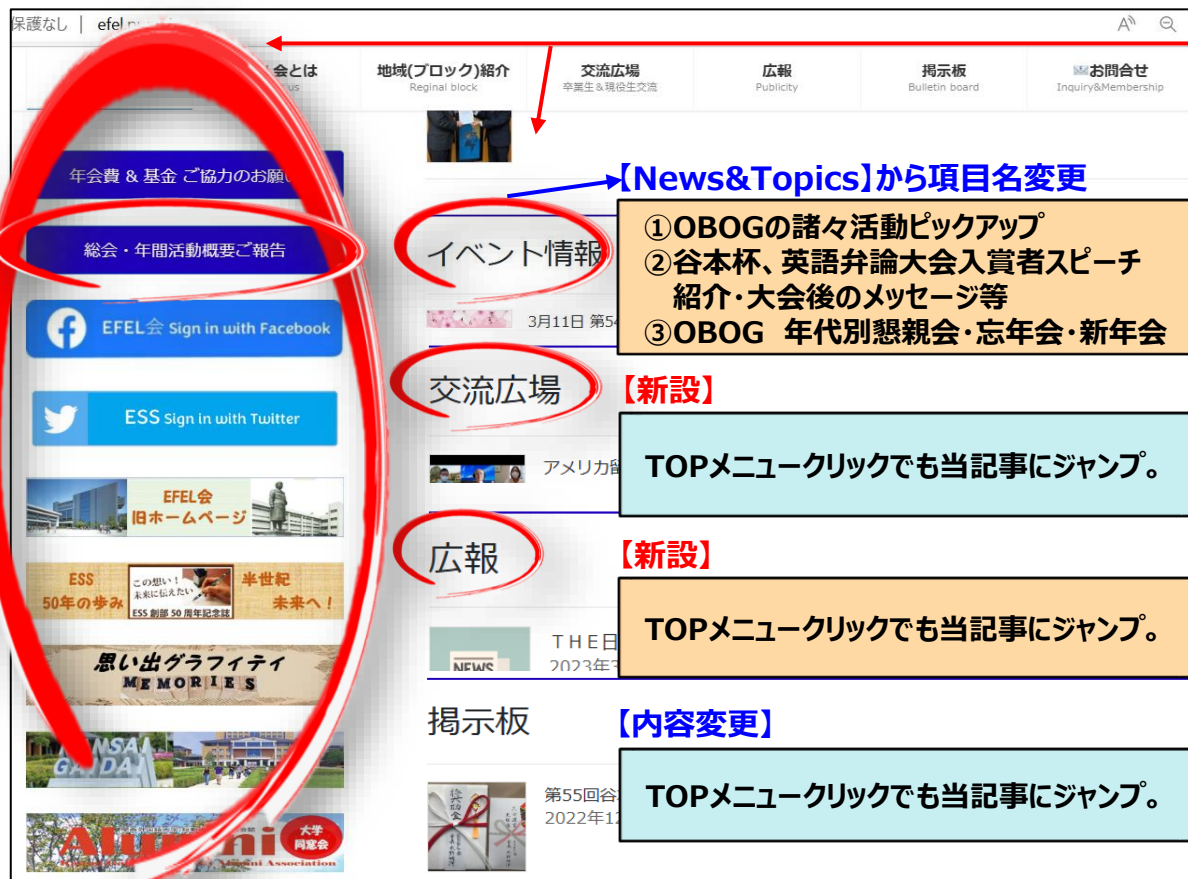 保護なし | efel
会とは
us
地域(ブロック)紹介
Reginal block
交流広場
卒業生&現役生交流
広報
Publicity
掲示板
Bulletin board
お問合せ
Inquiry&Membership
年会費 & 基金 ご協力のお願い
総会・年間活動概要ご報告
EFEL会 Sign in with Facebook
ESS Sign in with Twitter
EFEL会
旧ホームページ
ESS
50年の歩み
この想い!
未来に伝えたい
ESS 創部 50 周年記念誌
半世紀
未来へ!
思い出グラフィティ
MEMORIES
KANSAI
GAIDAI
Alumni
大学
同窓会
Alumni Association
【News&Topics】から項目名変更
イベント情報
①OBOGの諸々活動ピックアップ
②谷本杯、英語弁論大会入賞者スピーチ
紹介・大会後のメッセージ等
③OBOG 年代別懇親会・忘年会・新年会
3月11日 第54
交流広場
【新設】
アメリカ留
TOPメニュークリックでも当記事にジャンプ。
広報
【新設】
NEWS
THE日
2023年3
TOPメニュークリックでも当記事にジャンプ。
掲示板
【内容変更】
第55回谷
2022年12
TOPメニュークリックでも当記事にジャンプ。